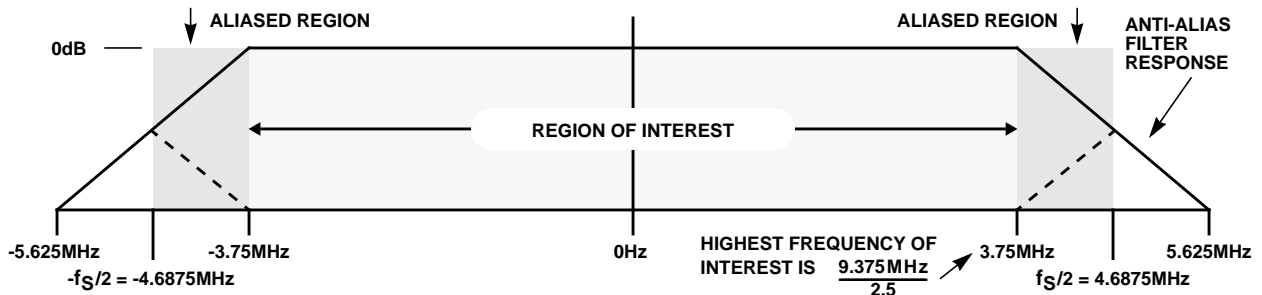 ALIASED REGION
ALIASED REGION
ANTI-ALIAS
FILTER
RESPONSE
0dB
REGION OF INTEREST
-5.625MHz
-3.75MHz
0Hz
HIGHEST FREQUENCY OF
INTEREST IS 9.375MHz
2.5
3.75MHz
5.625MHz
-fS/2 = -4.6875MHz
fS/2 = 4.6875MHz